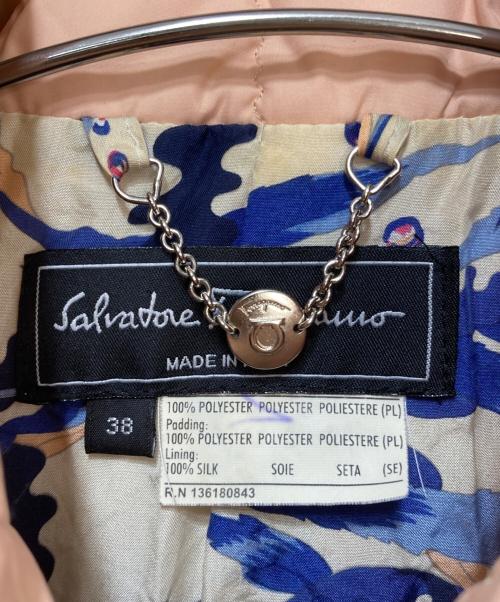 Salvatore
MADE IN
38
100% POLYESTER POLYESTER POLIESTERE (PL)
Padding:
100% POLYESTER POLYESTER POLIESTERE (PL)
Lining:
100% SILK SOIE SETA (SE)
R.N 136180843